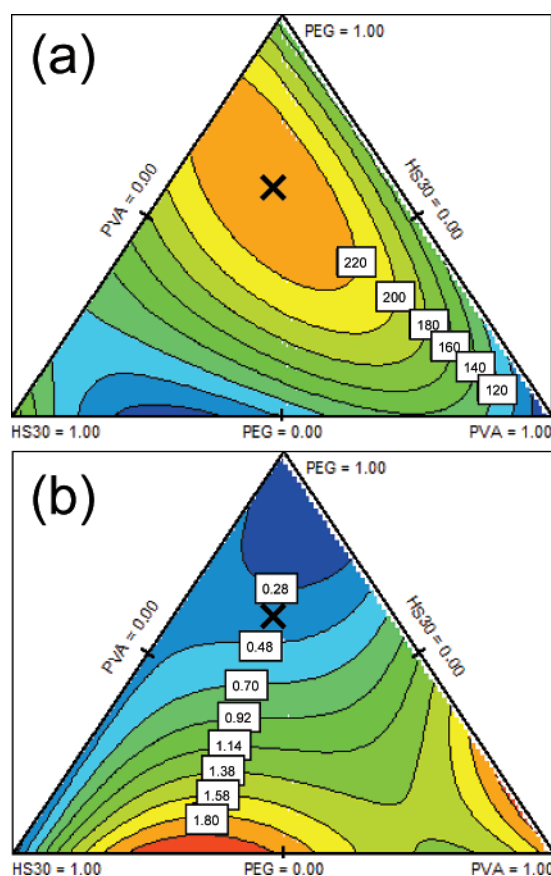 (a)
PEG = 1.00
PVA = 0.00
HS30 = 0.00
220
200
180
160
140
120
HS30 = 1.00 PEG = 0.00 PVA = 1.00
(b)
PEG = 1.00
0.28
PVA = 0.00
HS30 = 0.00
0.48
0.70
0.92
1.14
1.38
1.58
1.80
HS30 = 1.00 PEG = 0.00 PVA = 1.00